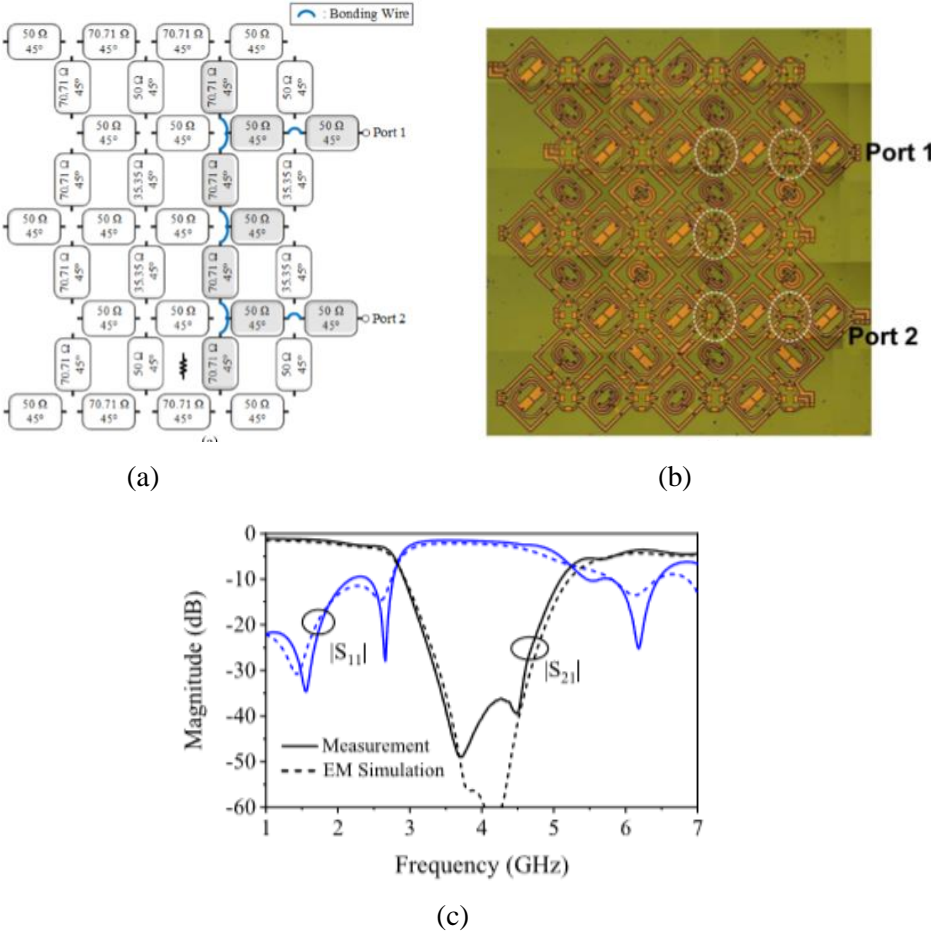 : Bonding Wire
50 Ω 70.71 Ω 70.71 Ω 50 Ω
45° 45° 45° 45°
70.71 Ω 50 Ω 70.71 Ω 50 Ω
45° 45° 45° 45°
50 Ω 50 Ω 50 Ω 50 Ω
45° 45° 45° 45°
Port 1
70.71 Ω 35.35 Ω 70.71 Ω 35.35 Ω
45° 45° 45° 45°
50 Ω 50 Ω 50 Ω 50 Ω
45° 45° 45° 45°
70.71 Ω 35.35 Ω 70.71 Ω 35.35 Ω
45° 45° 45° 45°
50 Ω 50 Ω 50 Ω 50 Ω
45° 45° 45° 45°
Port 2
70.71 Ω 50 Ω 70.71 Ω 50 Ω
45° 45° 45° 45°
50 Ω 70.71 Ω 70.71 Ω 50 Ω
45° 45° 45° 45°
Port 1
Port 2
(a)
(b)
0
-10
-20
-30
-40
-50
-60
Magnitude (dB)
|S11|
|S21|
Measurement
EM Simulation
1 2 3 4 5 6 7
Frequency (GHz)
(c)